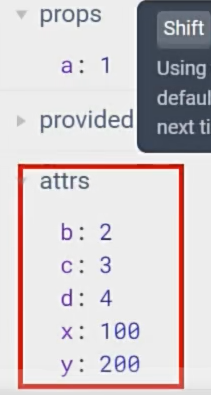 props
a: 1
provided
attrs
b: 2
c: 3
d: 4
x: 100
y: 200
Shift
Using
defaul
next ti